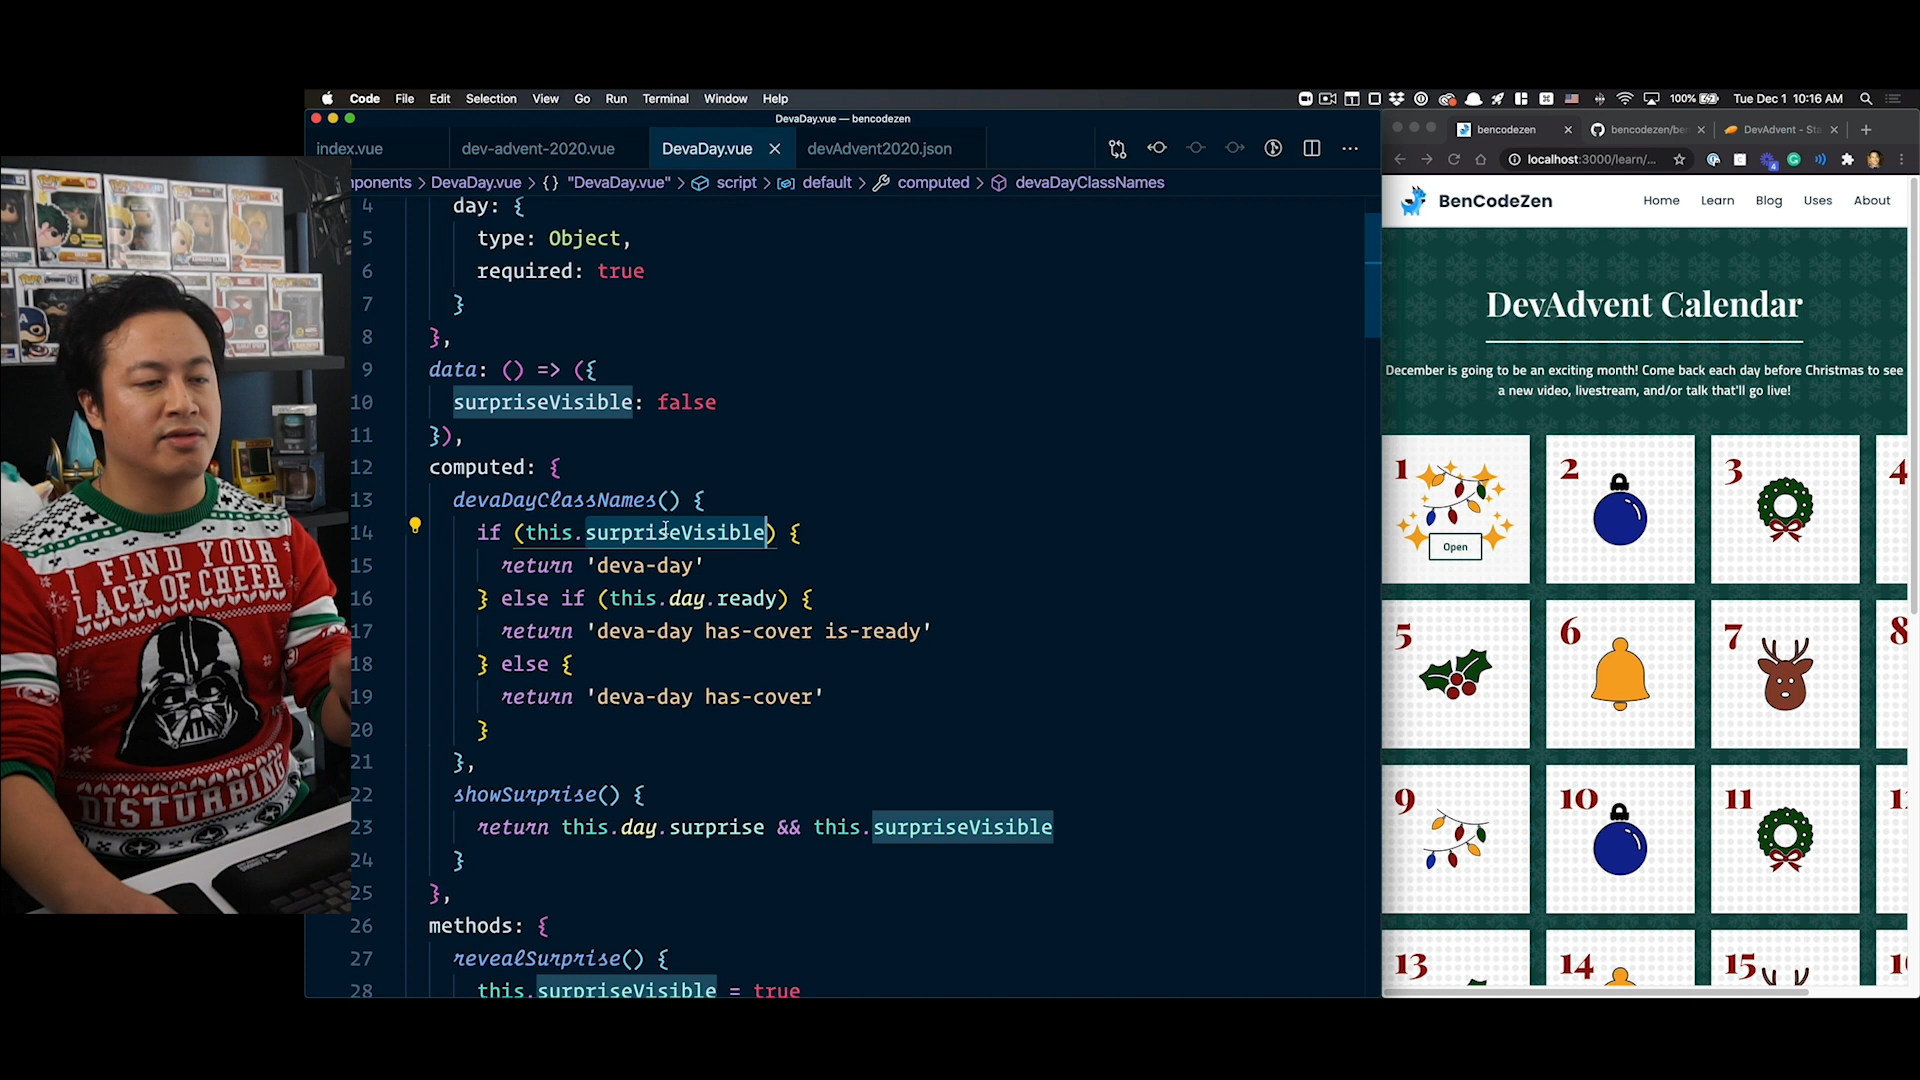 Code File Edit Selection View Go Run Terminal Window Help
100% Tue Dec 1 10:16 AM
DevaDay.vue — bencodezen
index.vue dev-advent-2020.vue DevaDay.vue devAdvent2020.json
mponents > DevaDay.vue > {} "DevaDay.vue" > script > default > computed > devaDayClassNames
4 day: {
5 type: Object,
6 required: true
7 }
8 },
9 data: () => ({
10 surpriseVisible: false
11 }),
12 computed: {
13 devaDayClassNames() {
14 if (this.surpriseVisible) {
15 return 'deva-day'
16 } else if (this.day.ready) {
17 return 'deva-day has-cover is-ready'
18 } else {
19 return 'deva-day has-cover'
20 }
21 },
22 showSurprise() {
23 return this.day.surprise && this.surpriseVisible
24 }
25 },
26 methods: {
27 revealSurprise() {
28 this.surpriseVisible = true
bencodezen bencodezen/be DevAdvent - Sta
localhost:3000/learn/...
BenCodeZen
Home Learn Blog Uses About
DevAdvent Calendar
December is going to be an exciting month! Come back each day before Christmas to see
a new video, livestream, and/or talk that'll go live!
1 2 3 4
Open
5 6 7 8
9 10 11
13 14 15
I FIND YOUR
LACK OF CHEER
DISTURBING